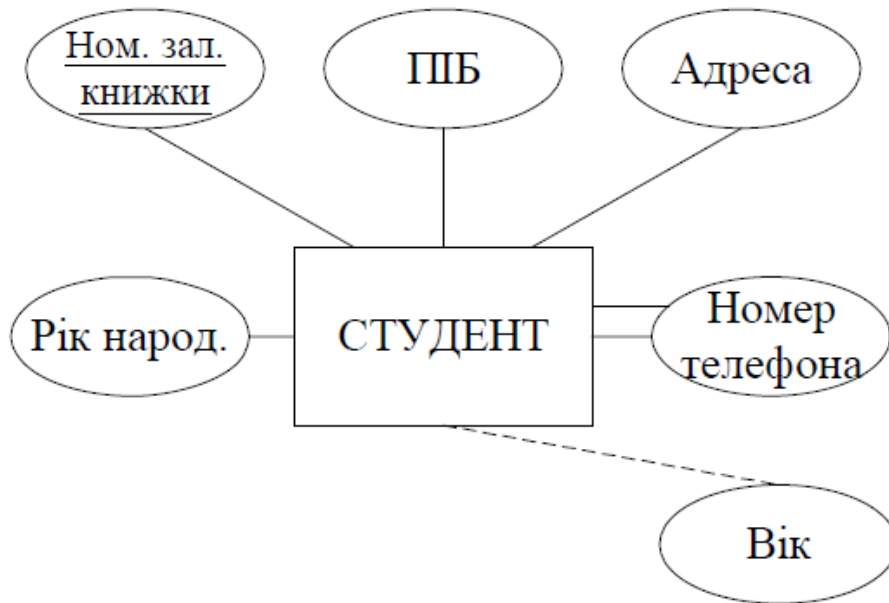 Ном. зал.
книжки
ПІБ
Адреса
Рік народ.
СТУДЕНТ
Номер
телефона
Вік